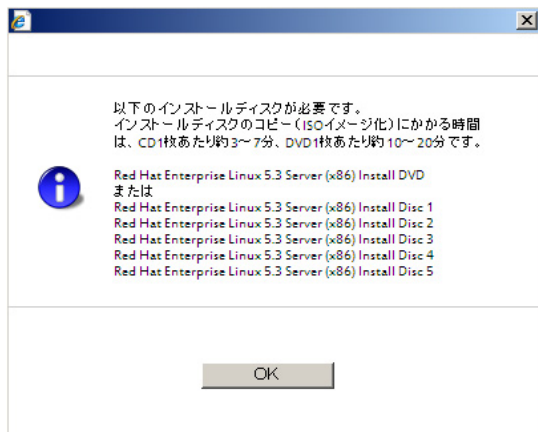 以下のインストールディスクが必要です。
インストールディスクのコピー(ISOイメージ化)にかかる時間
は、CD1枚あたり約3～7分、DVD1枚あたり約10～20分です。
Red Hat Enterprise Linux 5.3 Server (x86) Install DVD
または
Red Hat Enterprise Linux 5.3 Server (x86) Install Disc 1
Red Hat Enterprise Linux 5.3 Server (x86) Install Disc 2
Red Hat Enterprise Linux 5.3 Server (x86) Install Disc 3
Red Hat Enterprise Linux 5.3 Server (x86) Install Disc 4
Red Hat Enterprise Linux 5.3 Server (x86) Install Disc 5
OK